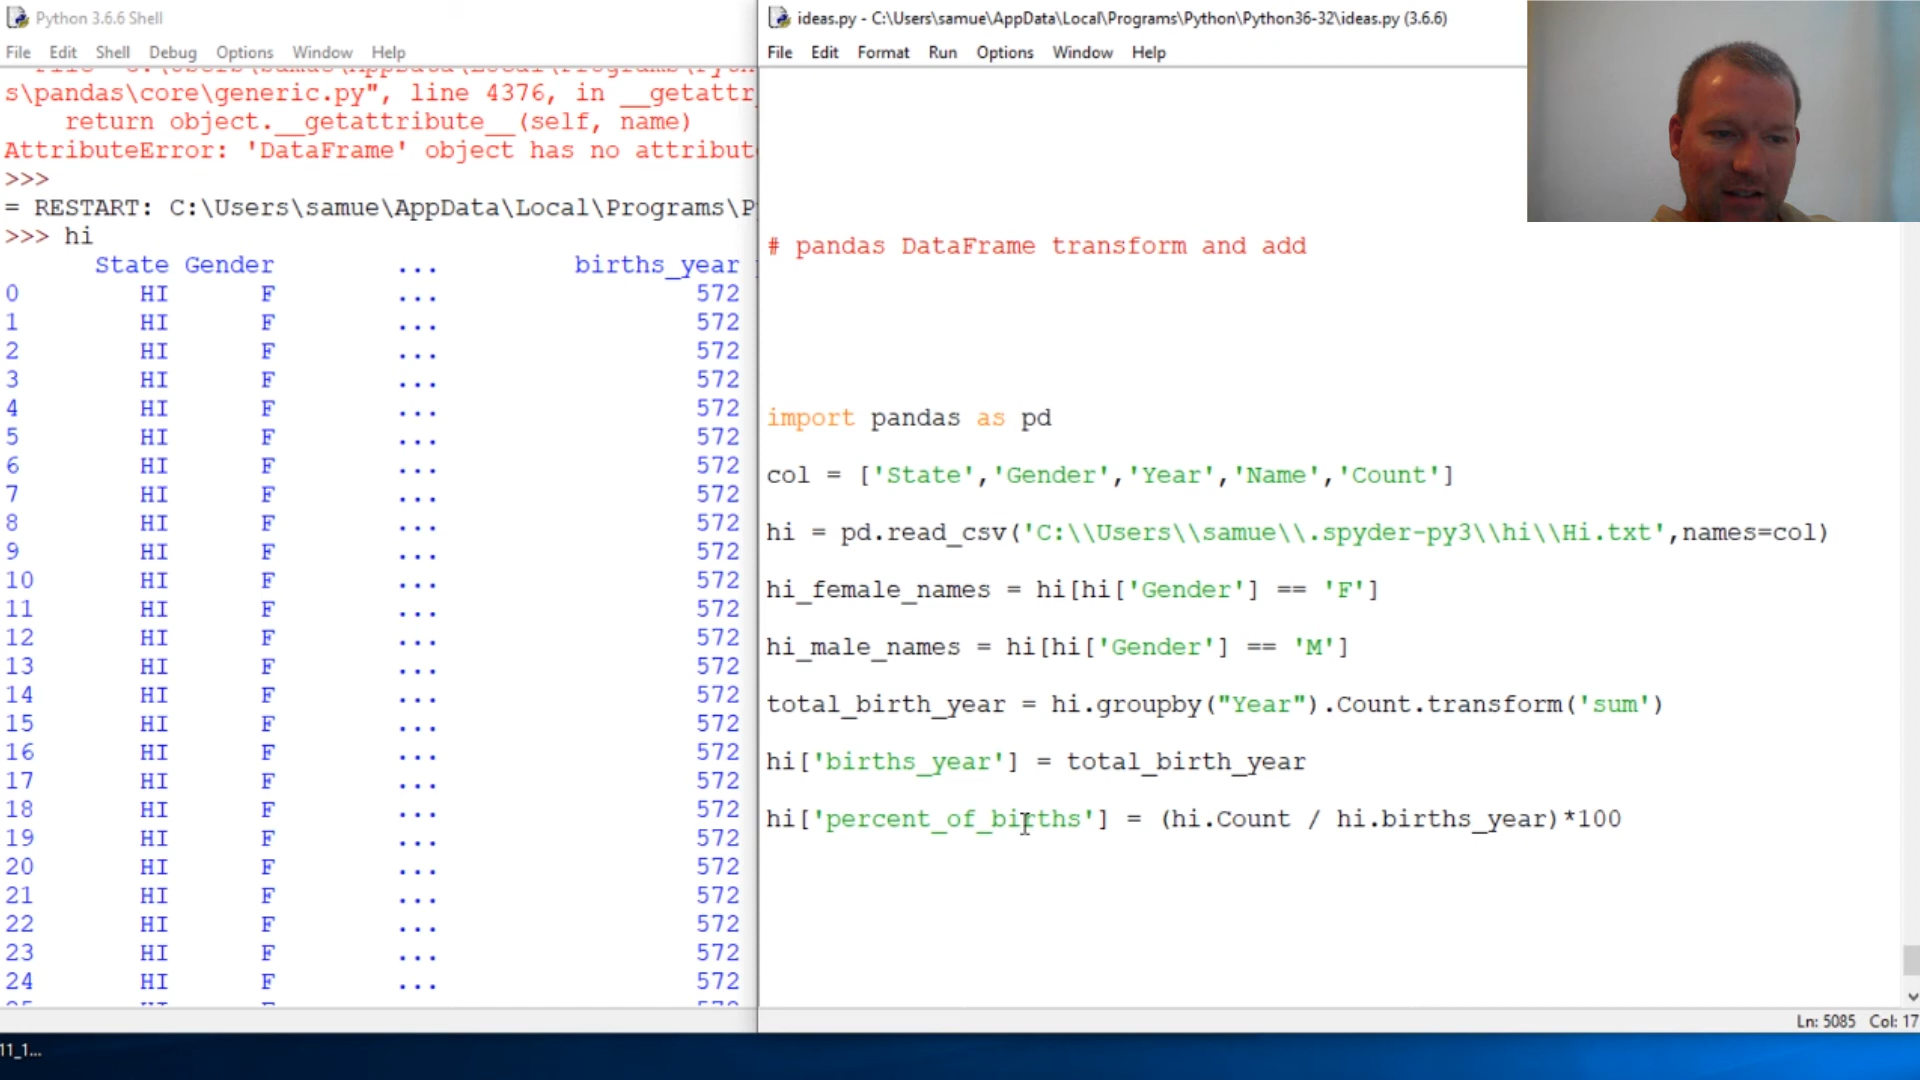 Python 3.6.6 Shell
File Edit Shell Debug Options Window Help
s\pandas\core\generic.py", line 4376, in __getattr
return object.__getattribute__(self, name)
AttributeError: 'DataFrame' object has no attribut
>>>
= RESTART: C:\Users\samue\AppData\Local\Programs\P
>>> hi
State Gender ... births_year
0 HI F ... 572
1 HI F ... 572
2 HI F ... 572
3 HI F ... 572
4 HI F ... 572
5 HI F ... 572
6 HI F ... 572
7 HI F ... 572
8 HI F ... 572
9 HI F ... 572
10 HI F ... 572
11 HI F ... 572
12 HI F ... 572
13 HI F ... 572
14 HI F ... 572
15 HI F ... 572
16 HI F ... 572
17 HI F ... 572
18 HI F ... 572
19 HI F ... 572
20 HI F ... 572
21 HI F ... 572
22 HI F ... 572
23 HI F ... 572
24 HI F ... 572
ideas.py - C:\Users\samue\AppData\Local\Programs\Python\Python36-32\ideas.py (3.6.6)
File Edit Format Run Options Window Help
# pandas DataFrame transform and add
import pandas as pd
col = ['State','Gender','Year','Name','Count']
hi = pd.read_csv('C:\\Users\\samue\\.spyder-py3\\hi\\Hi.txt',names=col)
hi_female_names = hi[hi['Gender'] == 'F']
hi_male_names = hi[hi['Gender'] == 'M']
total_birth_year = hi.groupby("Year").Count.transform('sum')
hi['births_year'] = total_birth_year
hi['percent_of_births'] = (hi.Count / hi.births_year)*100
Ln: 5085 Col: 17
11_1...